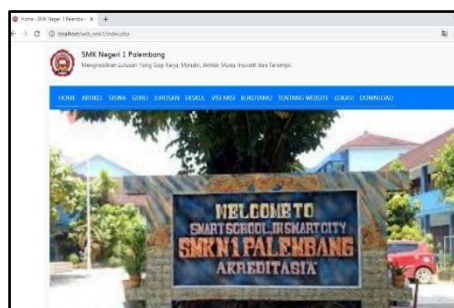 Home - SMK Negeri 1 Palemba
localhost/web_smk1/index.php
SMK Negeri 1 Palembang
Menghasilkan Lulusan Yang Siap Kerja, Mandiri, Akhlak Mulia, Inovatif dan Terampil.
HOME ARTIKEL SISWA GURU JURUSAN EKSKUL VISI MISI BUKUTAMU TENTANG WEBSITE LOKASI DOWNLOAD
WELCOME TO
SMART SCHOOL, IN SMART CITY
SMKN 1 PALEMBANG
AKREDITASI "A"